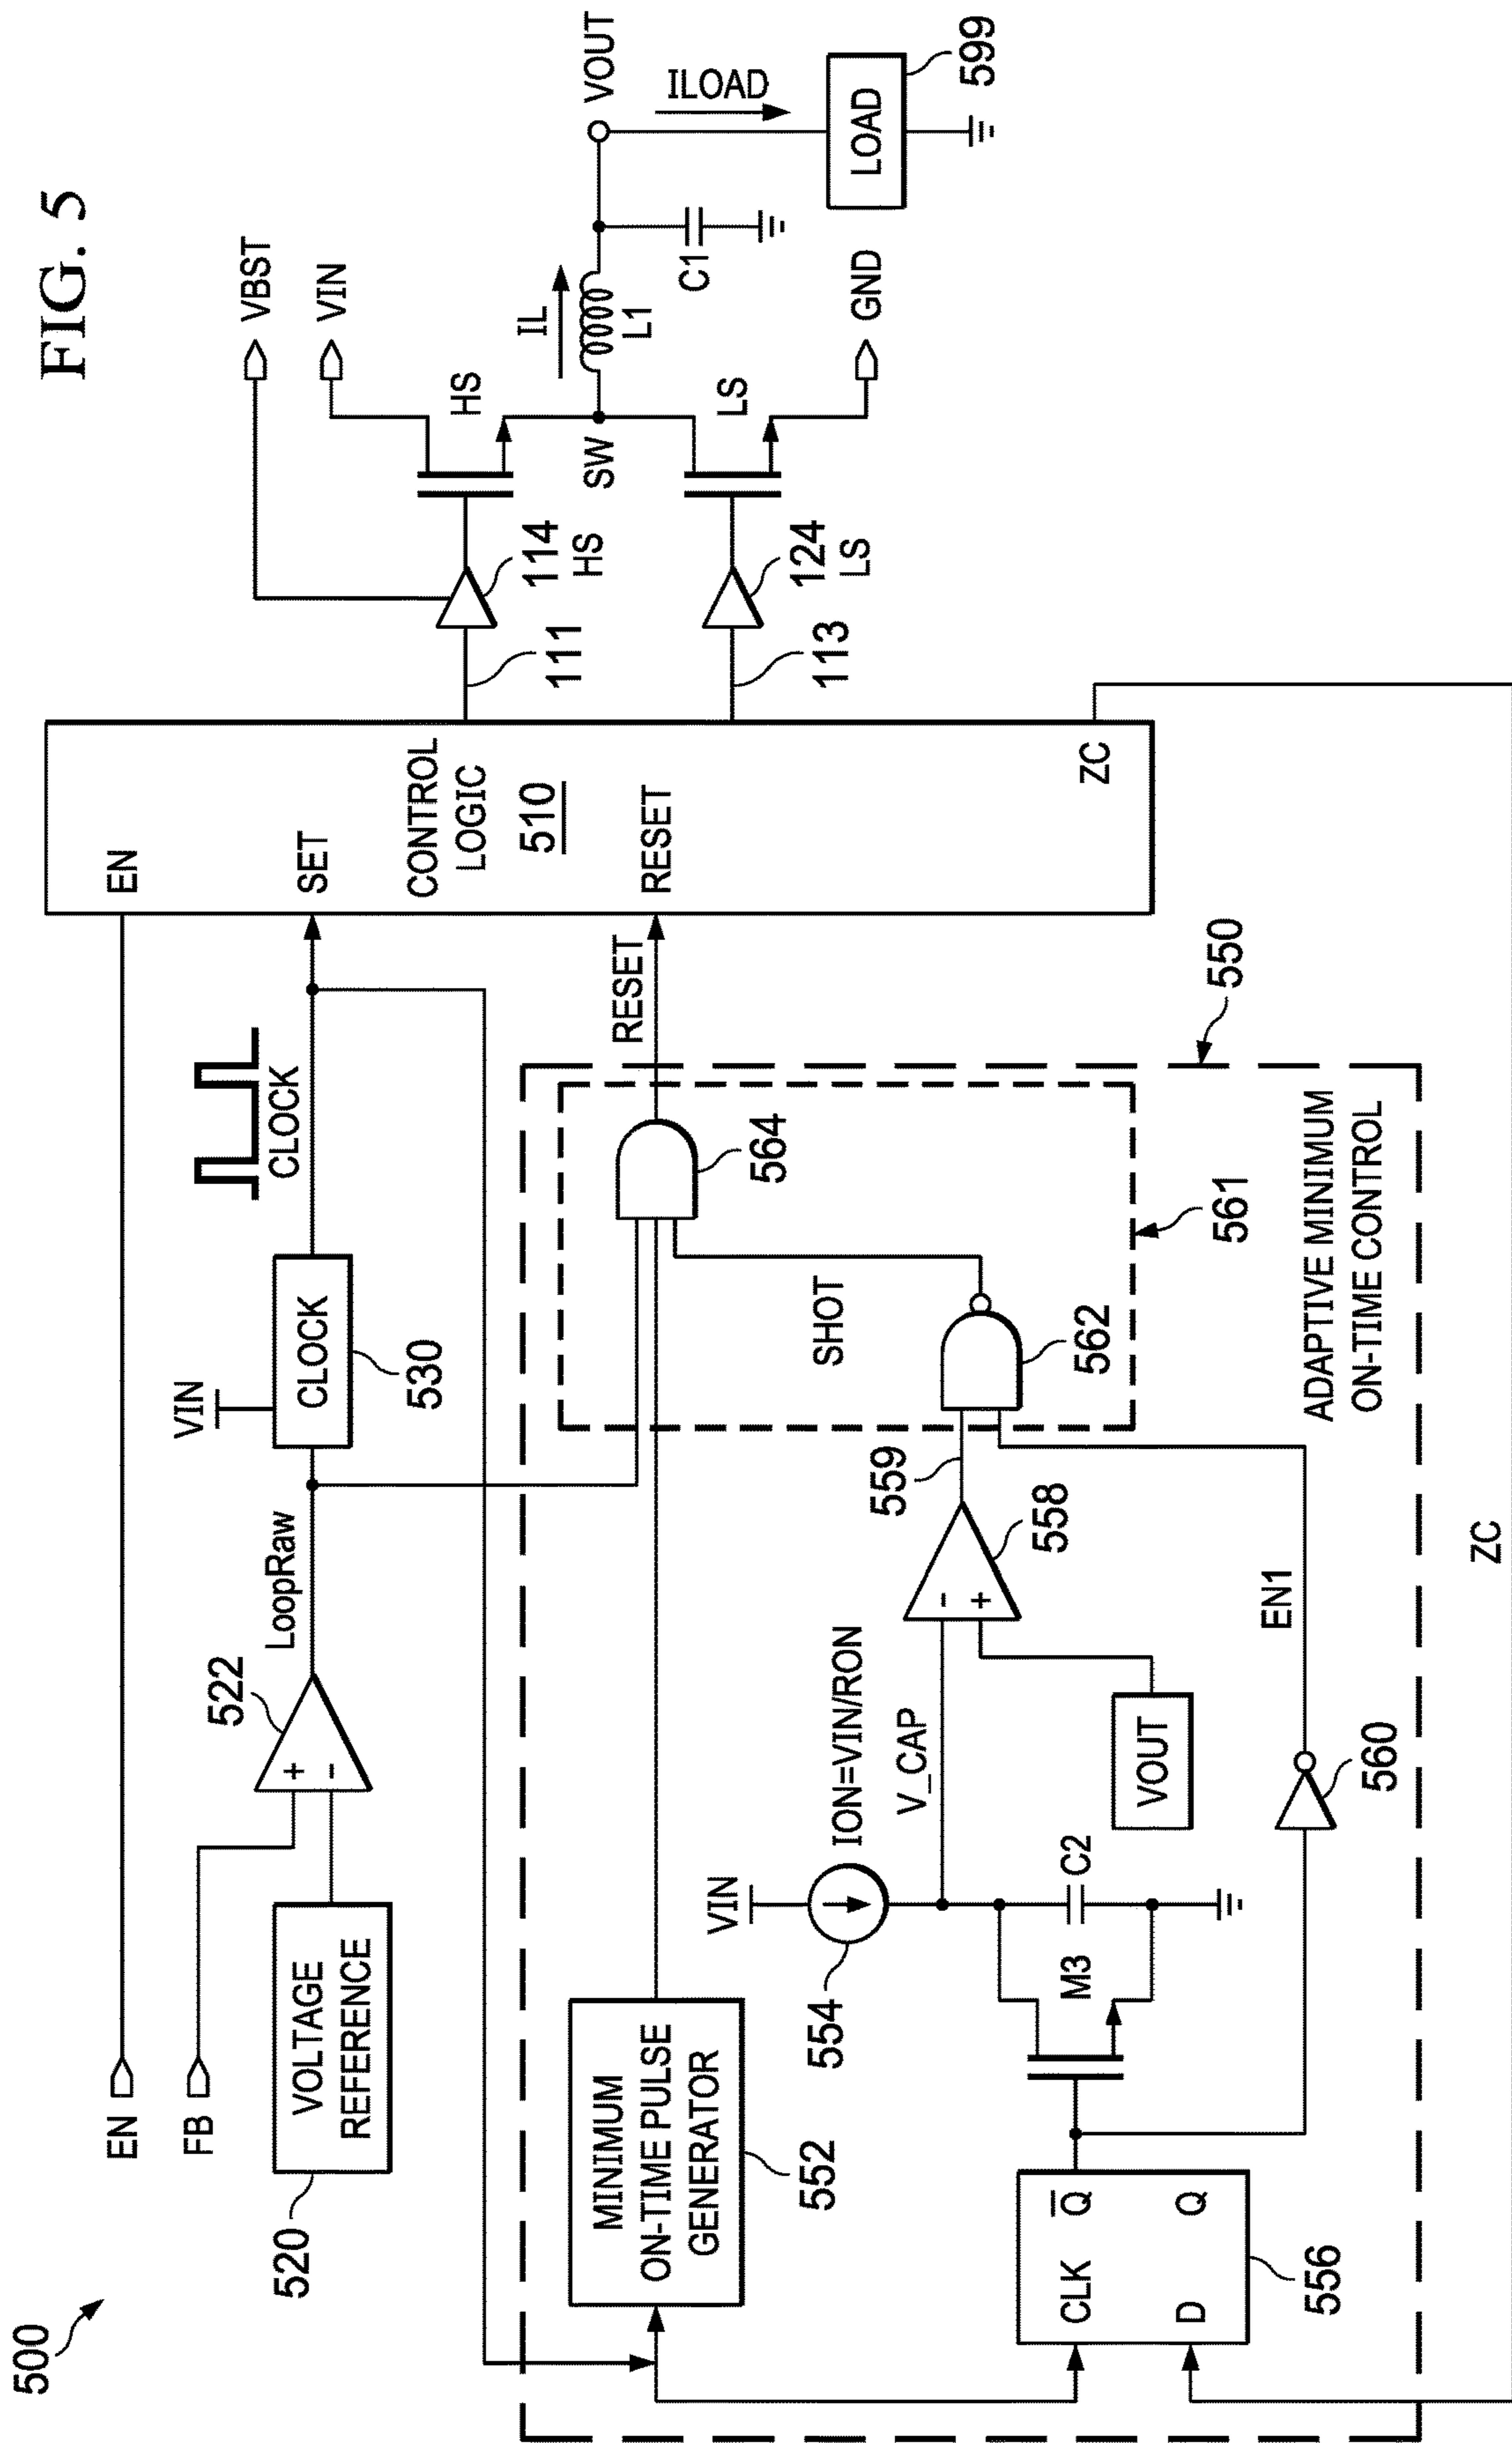 FIG. 5
500
EN
FB
VOLTAGE
REFERENCE
520
+
-
522
LoopRaw
VIN
CLOCK
530
CLOCK
EN
SET
CONTROL
LOGIC
510
RESET
ZC
111
113
114
HS
124
LS
VBST
VIN
HS
SW
LS
GND
IL
L1
C1
VOUT
ILOAD
LOAD
599
MINIMUM
ON-TIME PULSE
GENERATOR
552
VIN
554
ION=VIN/RON
V_CAP
M3
C2
VOUT
-
+
558
559
CLK
Q
D
Q
556
560
EN1
562
SHOT
564
561
RESET
550
ADAPTIVE MINIMUM
ON-TIME CONTROL
ZC